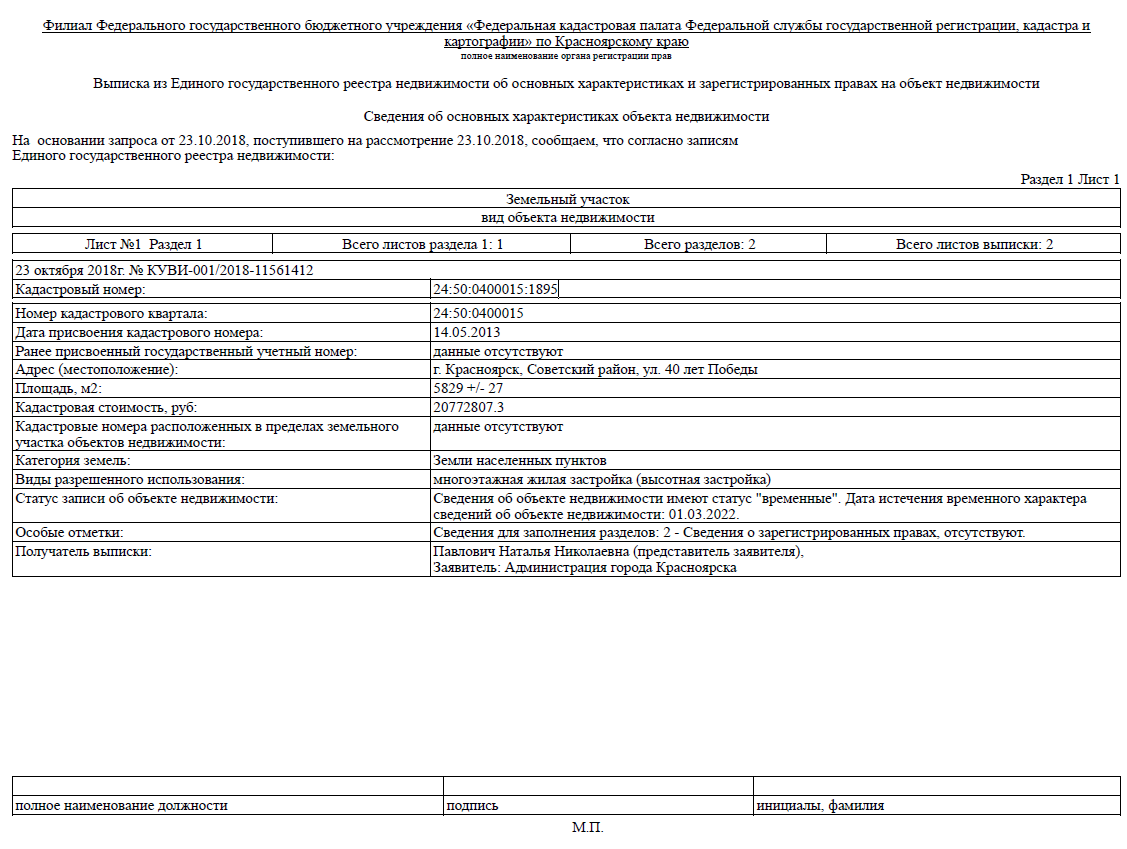 Филиал Федерального государственного бюджетного учреждения «Федеральная кадастровая палата Федеральной службы государственной регистрации, кадастра и
картографии» по Красноярскому краю
полное наименование органа регистрации прав
Выписка из Единого государственного реестра недвижимости об основных характеристиках и зарегистрированных правах на объект недвижимости
Сведения об основных характеристиках объекта недвижимости
На основании запроса от 23.10.2018, поступившего на рассмотрение 23.10.2018, сообщаем, что согласно записям
Единого государственного реестра недвижимости:
Раздел 1 Лист 1
Земельный участок
вид объекта недвижимости
Лист №1 Раздел 1 Всего листов раздела 1: 1 Всего разделов: 2 Всего листов выписки: 2
23 октября 2018г. № КУВИ-001/2018-11561412
Кадастровый номер: 24:50:0400015:1895
Номер кадастрового квартала: 24:50:0400015
Дата присвоения кадастрового номера: 14.05.2013
Ранее присвоенный государственный учетный номер: данные отсутствуют
Адрес (местоположение): г. Красноярск, Советский район, ул. 40 лет Победы
Площадь, м2: 5829 +/- 27
Кадастровая стоимость, руб: 20772807.3
Кадастровые номера расположенных в пределах земельного данные отсутствуют
участка объектов недвижимости:
Категория земель: Земли населенных пунктов
Виды разрешенного использования: многоэтажная жилая застройка (высотная застройка)
Статус записи об объекте недвижимости: Сведения об объекте недвижимости имеют статус "временные". Дата истечения временного характера
сведений об объекте недвижимости: 01.03.2022.
Особые отметки: Сведения для заполнения разделов: 2 - Сведения о зарегистрированных правах, отсутствуют.
Получатель выписки: Павлович Наталья Николаевна (представитель заявителя),
Заявитель: Администрация города Красноярска
полное наименование должности подпись инициалы, фамилия
М.П.